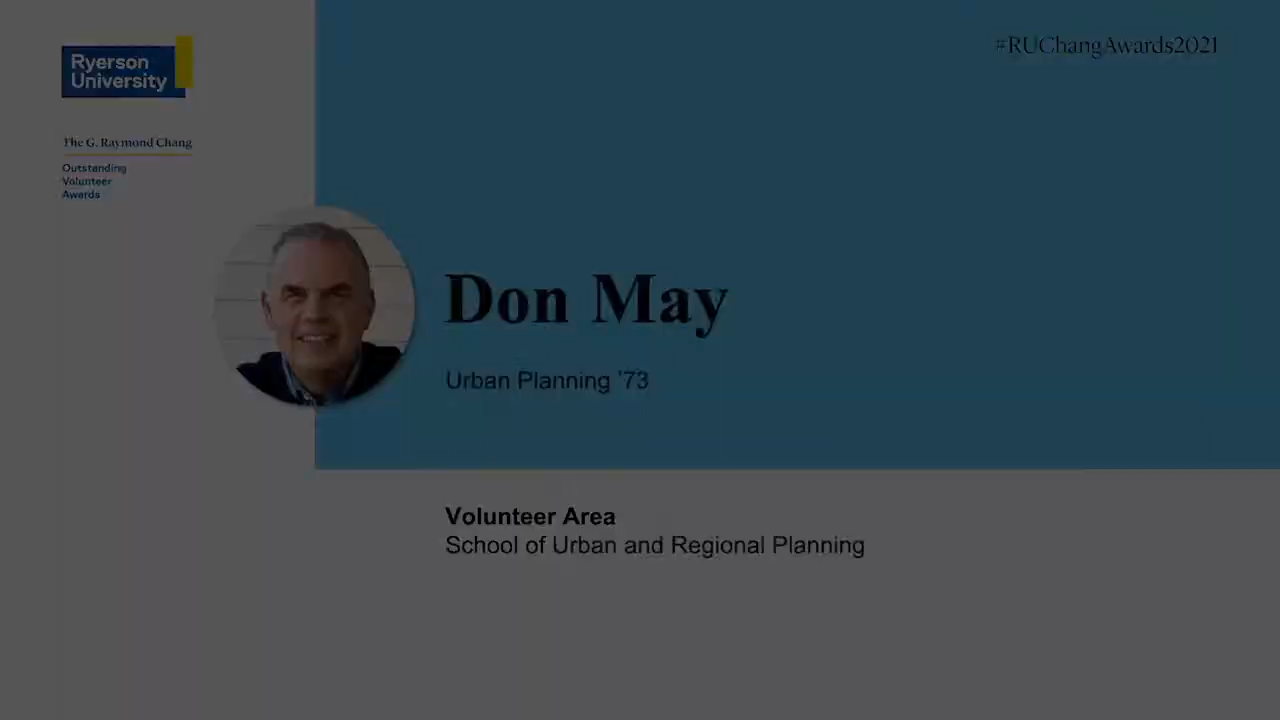 Ryerson
University
#RUChangAwards2021
The G. Raymond Chang
Outstanding
Volunteer
Awards
Don May
Urban Planning '73
Volunteer Area
School of Urban and Regional Planning